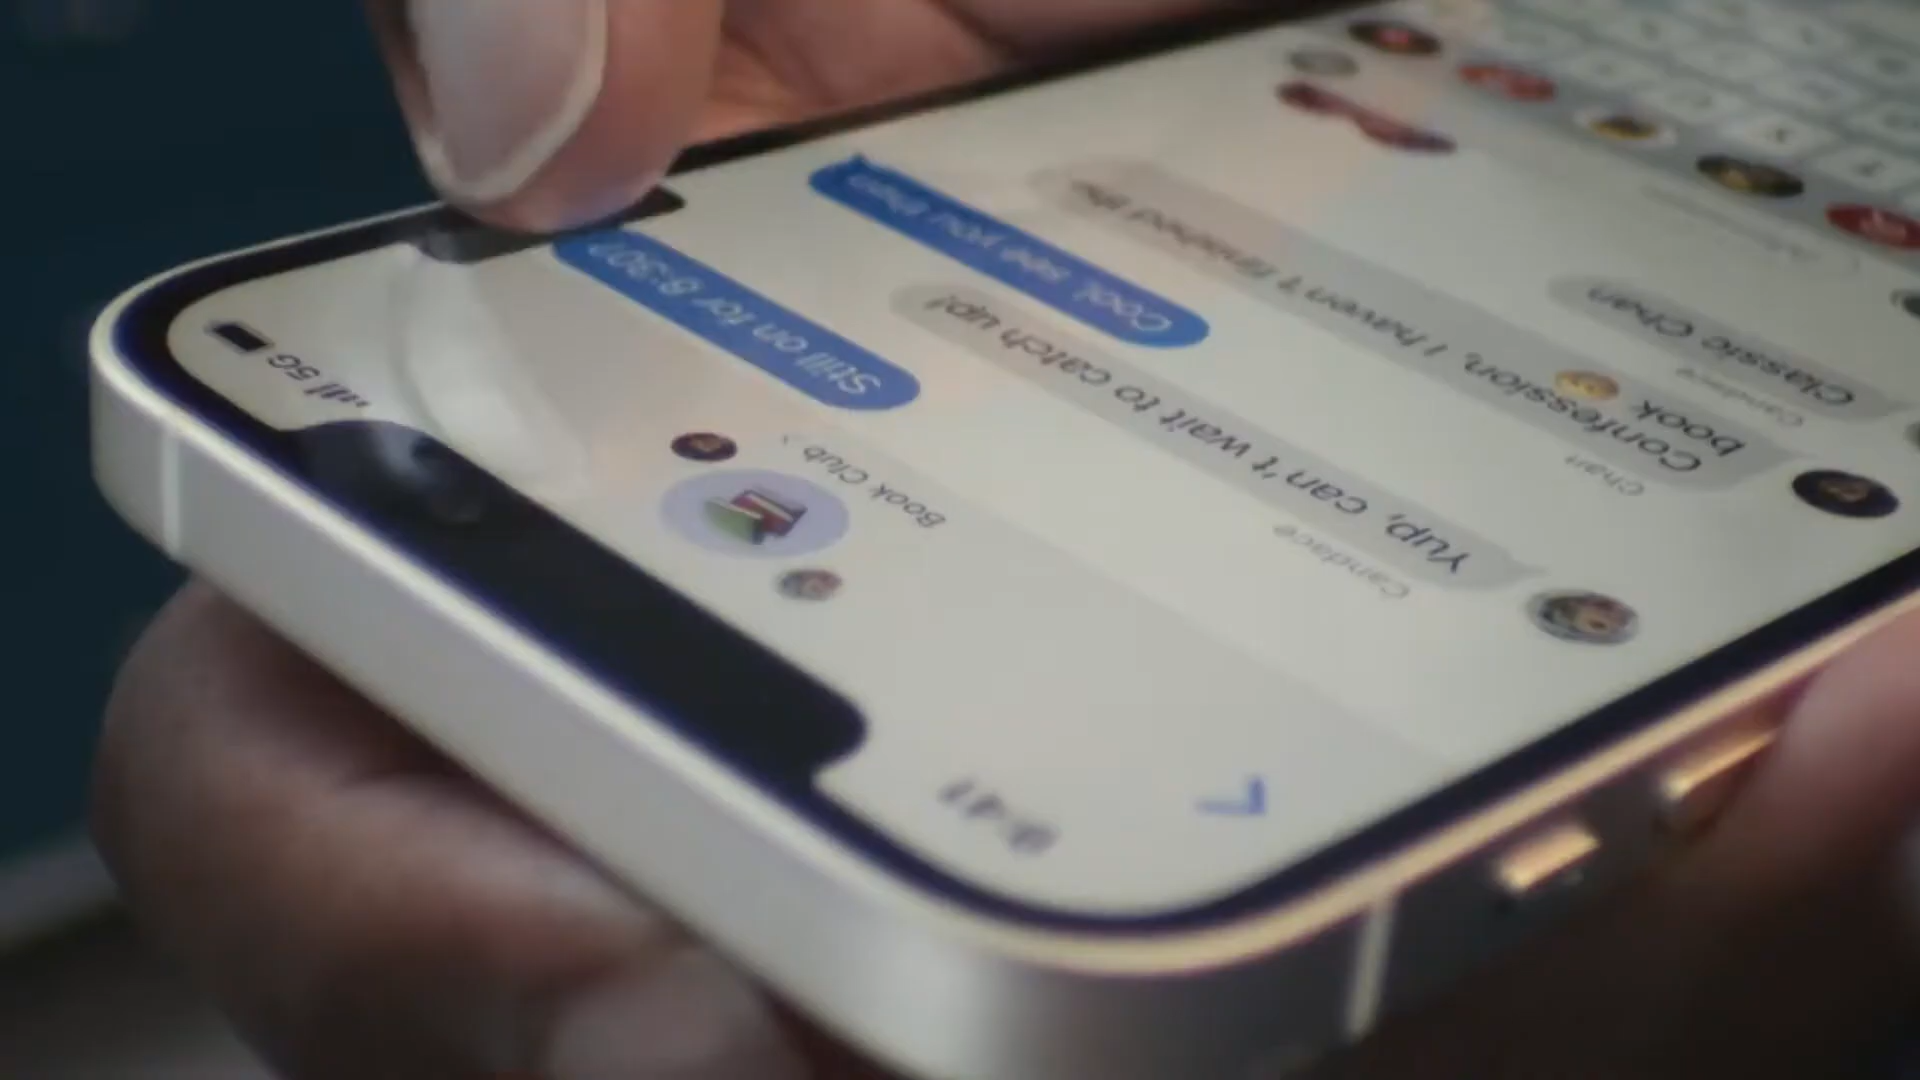 9:41
5G
Book Club
Still on for 8:30?
Candace
Yup, can't wait to catch up!
Cool, see you then
Chan
Confession, I haven't finished the
book 😬
Candace
Classic Chan